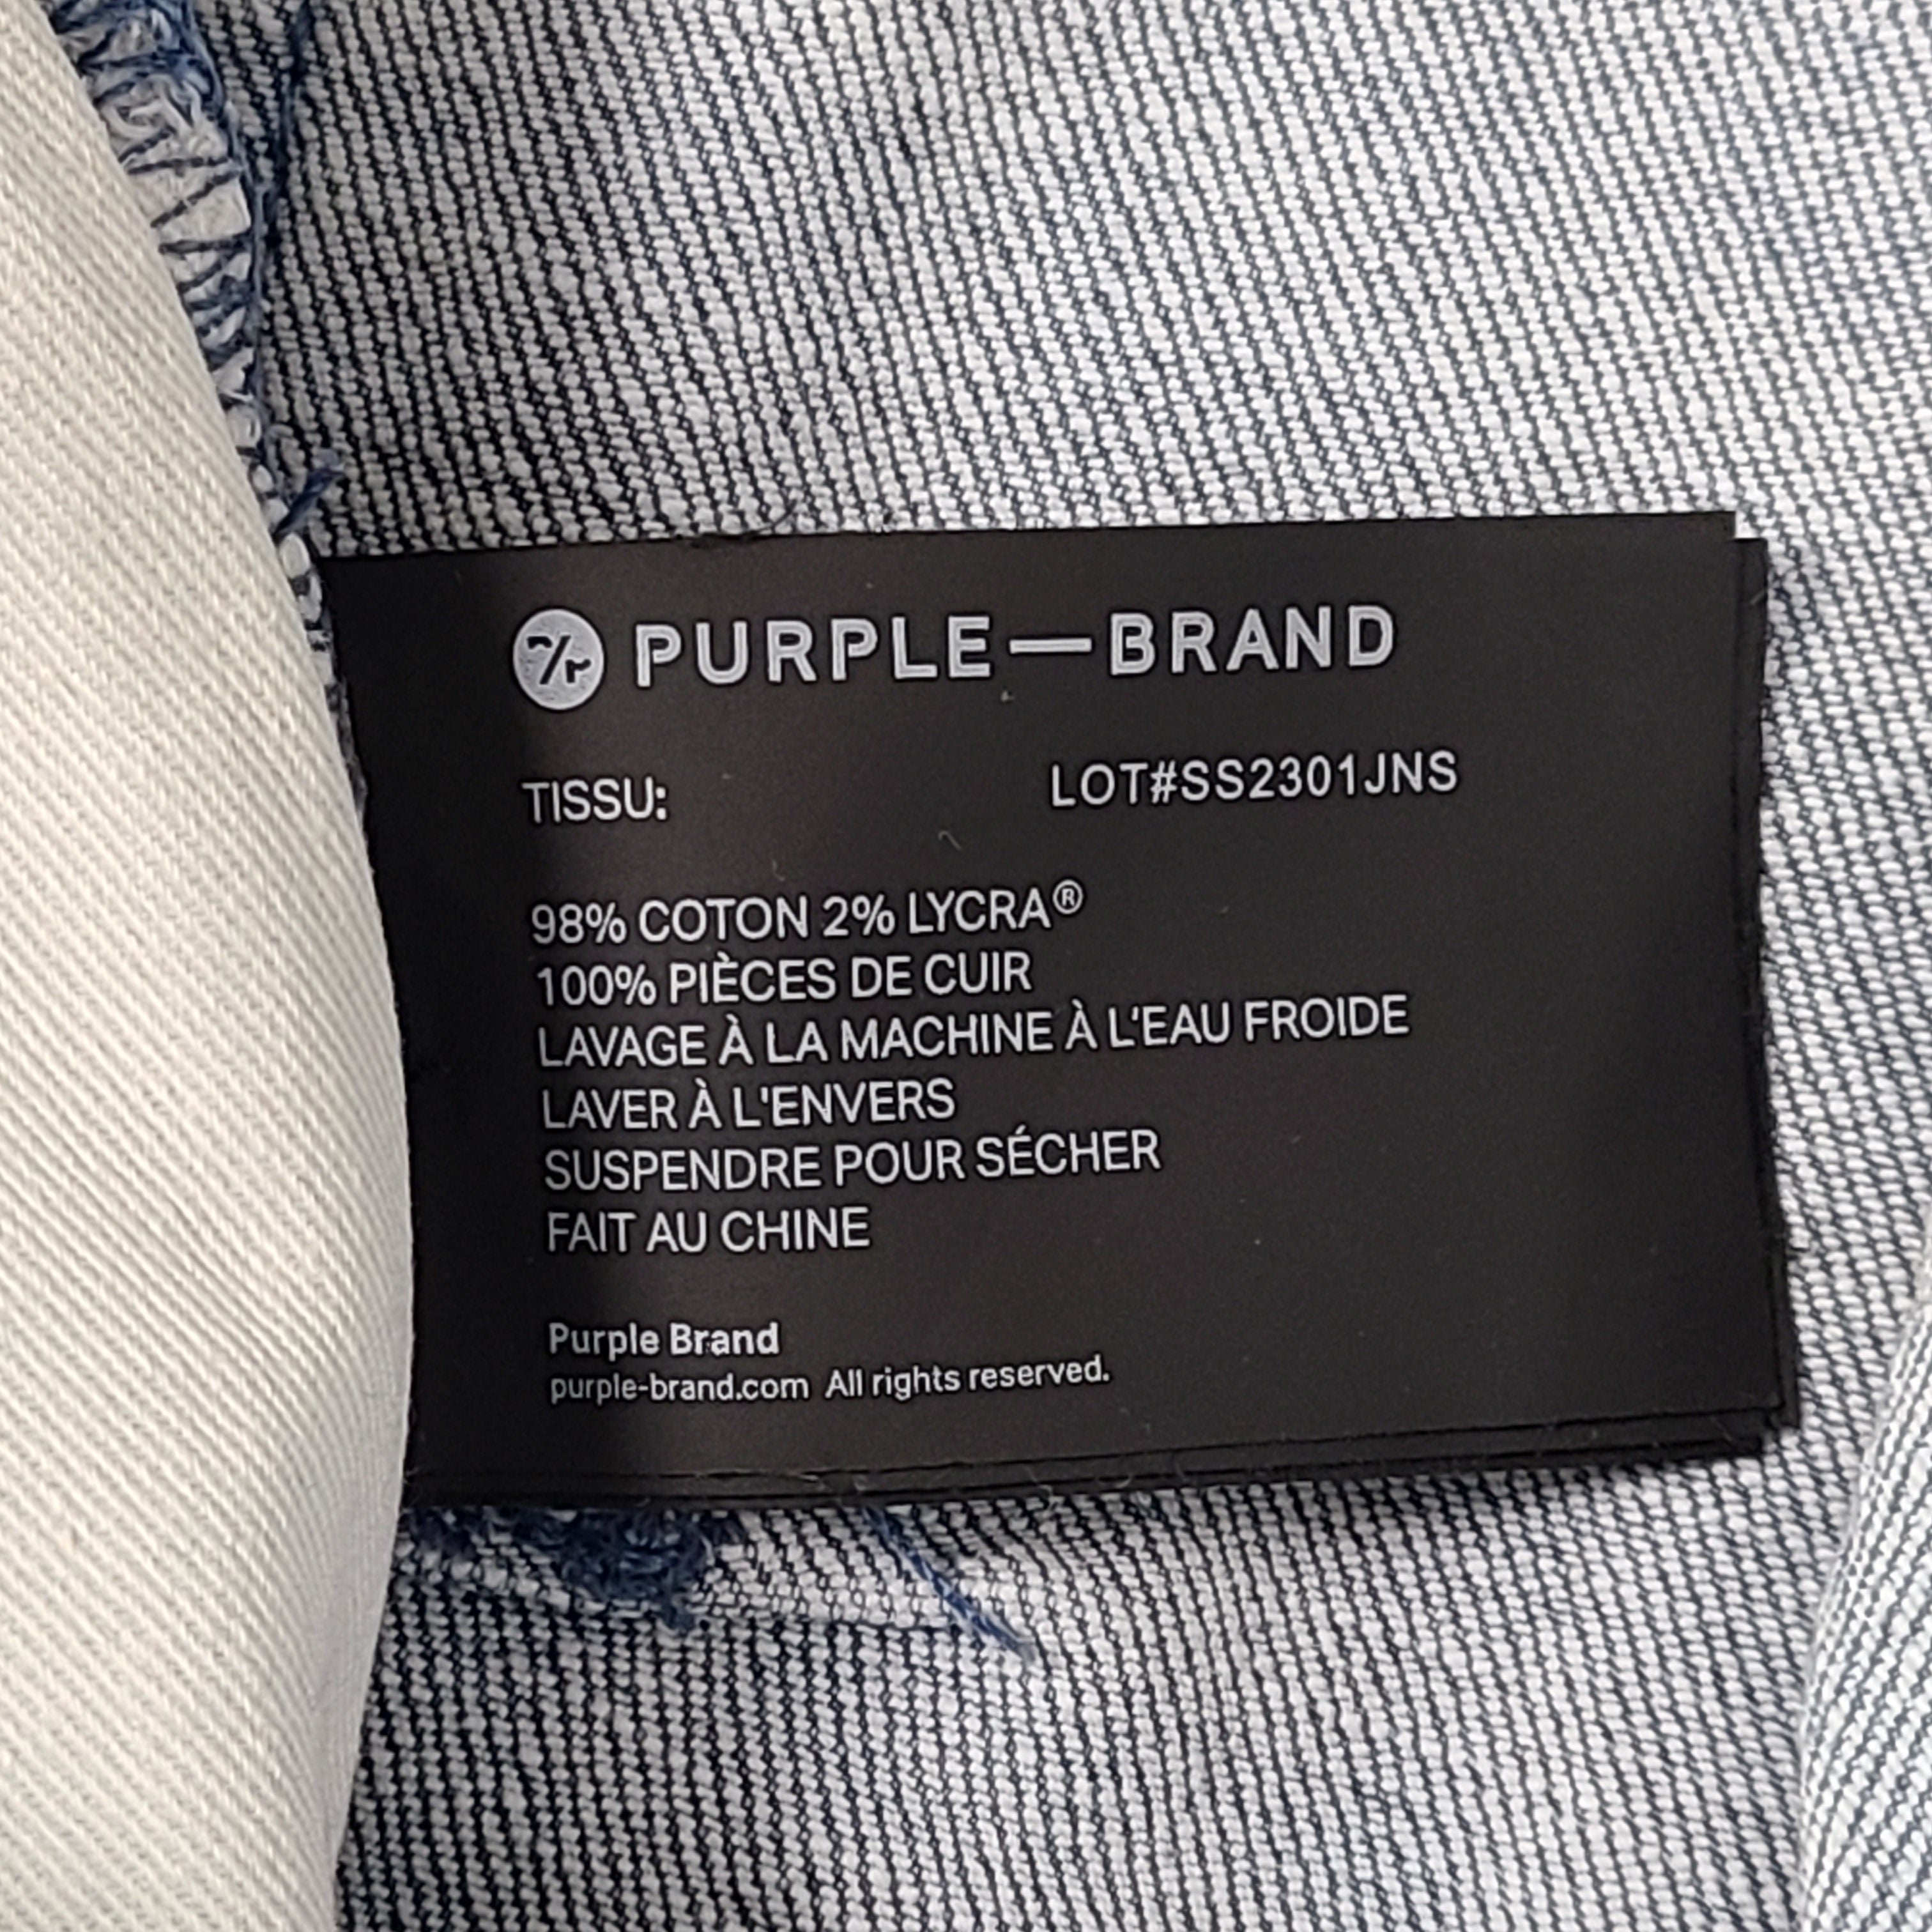 PURPLE—BRAND
TISSU: LOT#SS2301JNS
98% COTON 2% LYCRA®
100% PIÈCES DE CUIR
LAVAGE À LA MACHINE À L'EAU FROIDE
LAVER À L'ENVERS
SUSPENDRE POUR SÉCHER
FAIT AU CHINE
Purple Brand
purple-brand.com All rights reserved.